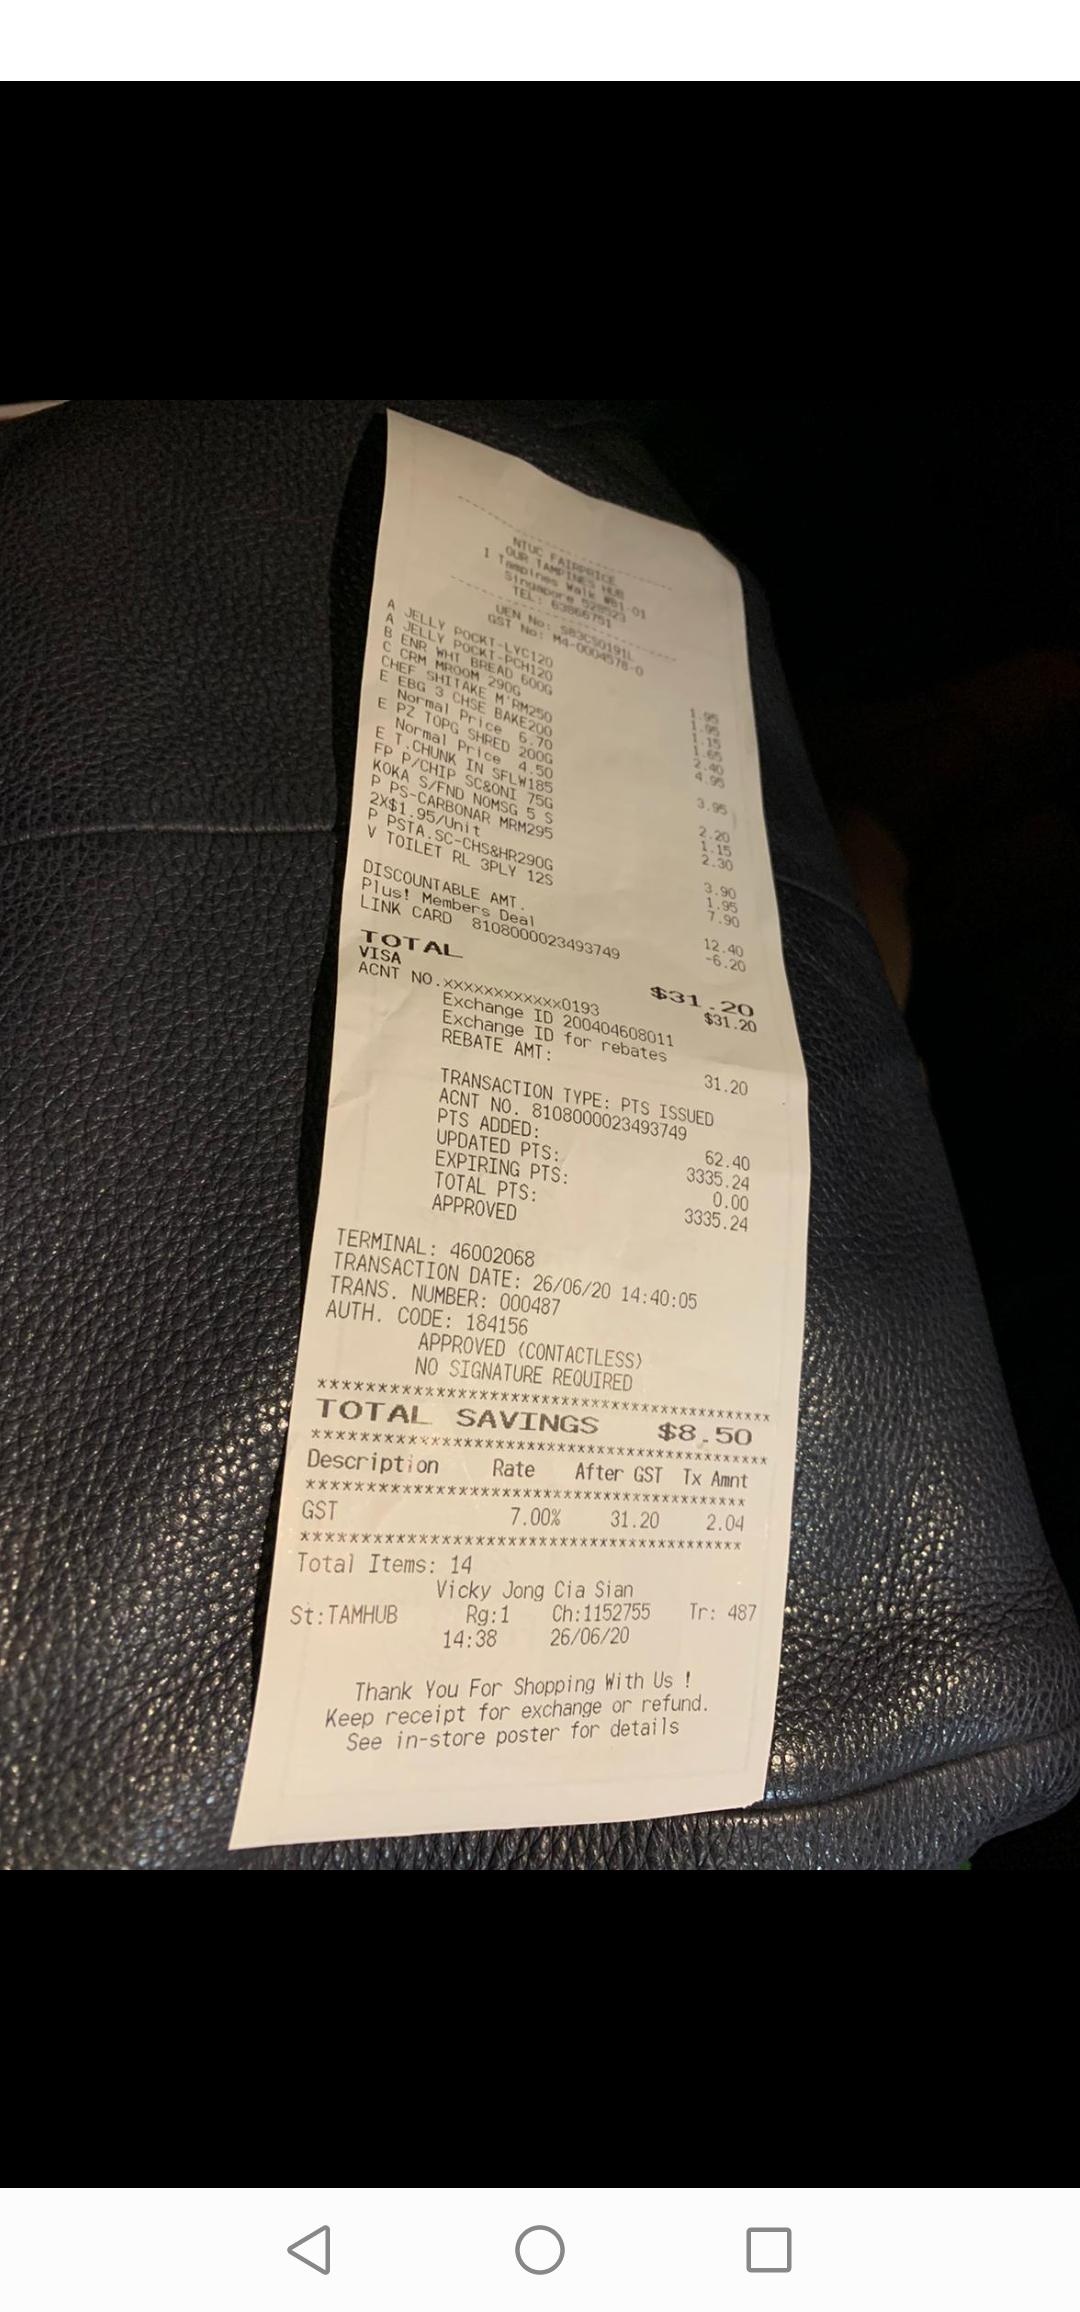 NTUC FAIRPRICE
OUR TAMPINES HUB
1 Tampines Walk #B1-01
Singapore 528523
TEL: 63866751
UEN No: S83CS0191L
GST No: M4-0004578-0
A JELLY POCKT-LYC120 1.95
A JELLY POCKT-PCH120 1.95
B ENR WHT BREAD 600G 1.15
C CRM MROOM 290G 1.65
CHEF SHITAKE M'RM250 2.40
E EBG 3 CHSE BAKE200 4.95
Normal Price 6.70
E PZ TOPG SHRED 200G 3.95
Normal Price 4.50
E T.CHUNK IN SFLW185 2.20
FP P/CHIP SC&ONI 75G 1.15
KOKA S/FND NOMSG 5 S 2.30
P PS-CARBONAR MRM295
2X$1.95/Unit 3.90
P PSTA.SC-CHS&HR290G 1.95
V TOILET RL 3PLY 12S 7.90
DISCOUNTABLE AMT. 12.40
Plus! Members Deal -6.20
LINK CARD 8108000023493749
TOTAL $31.20
VISA $31.20
ACNT NO.xxxxxxxxxxxx0193
Exchange ID 200404608011
Exchange ID for rebates
REBATE AMT: 31.20
TRANSACTION TYPE: PTS ISSUED
ACNT NO. 8108000023493749
PTS ADDED: 62.40
UPDATED PTS: 3335.24
EXPIRING PTS: 0.00
TOTAL PTS: 3335.24
APPROVED
TERMINAL: 46002068
TRANSACTION DATE: 26/06/20 14:40:05
TRANS. NUMBER: 000487
AUTH. CODE: 184156
APPROVED (CONTACTLESS)
NO SIGNATURE REQUIRED
TOTAL SAVINGS $8.50
Description Rate After GST Tx Amnt
GST 7.00% 31.20 2.04
Total Items: 14
Vicky Jong Cia Sian
St:TAMHUB Rg:1 Ch:1152755 Tr: 487
14:38 26/06/20
Thank You For Shopping With Us !
Keep receipt for exchange or refund.
See in-store poster for details